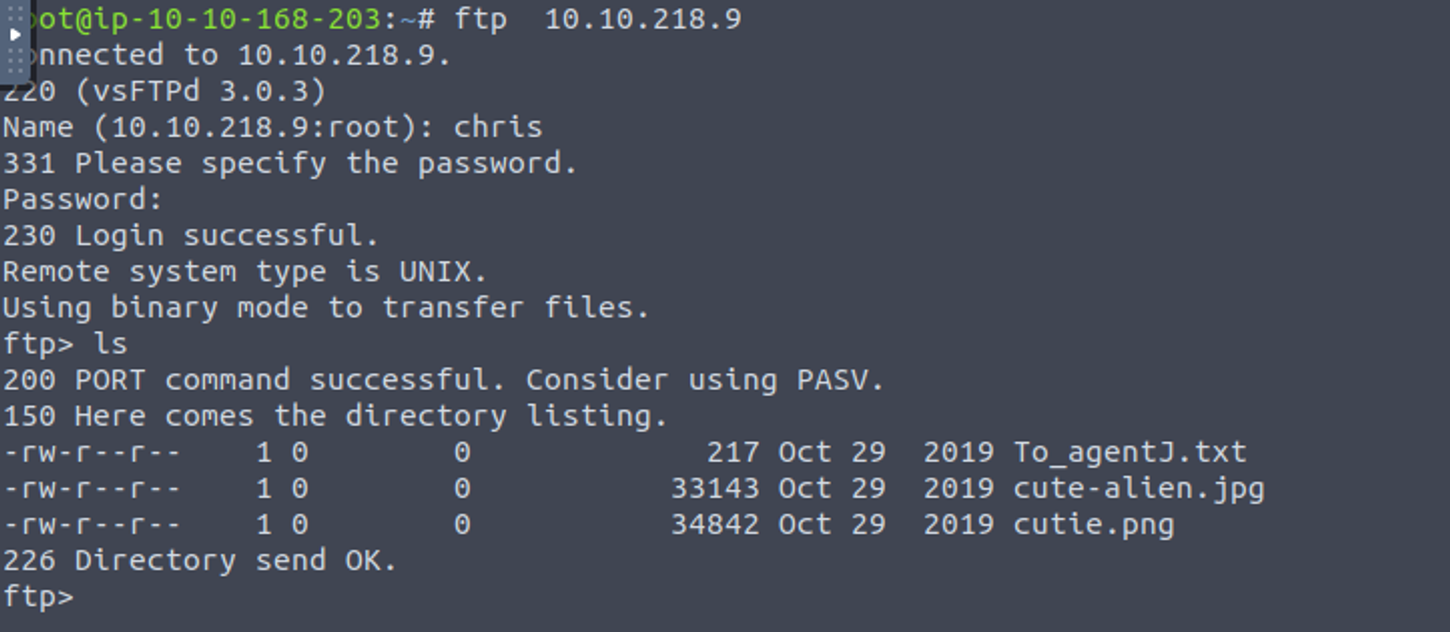 ot@ip-10-10-168-203:~# ftp  10.10.218.9
onnected to 10.10.218.9.
220 (vsFTPd 3.0.3)
Name (10.10.218.9:root): chris
331 Please specify the password.
Password:
230 Login successful.
Remote system type is UNIX.
Using binary mode to transfer files.
ftp> ls
200 PORT command successful. Consider using PASV.
150 Here comes the directory listing.
-rw-r--r--    1 0        0             217 Oct 29  2019 To_agentJ.txt
-rw-r--r--    1 0        0           33143 Oct 29  2019 cute-alien.jpg
-rw-r--r--    1 0        0           34842 Oct 29  2019 cutie.png
226 Directory send OK.
ftp>